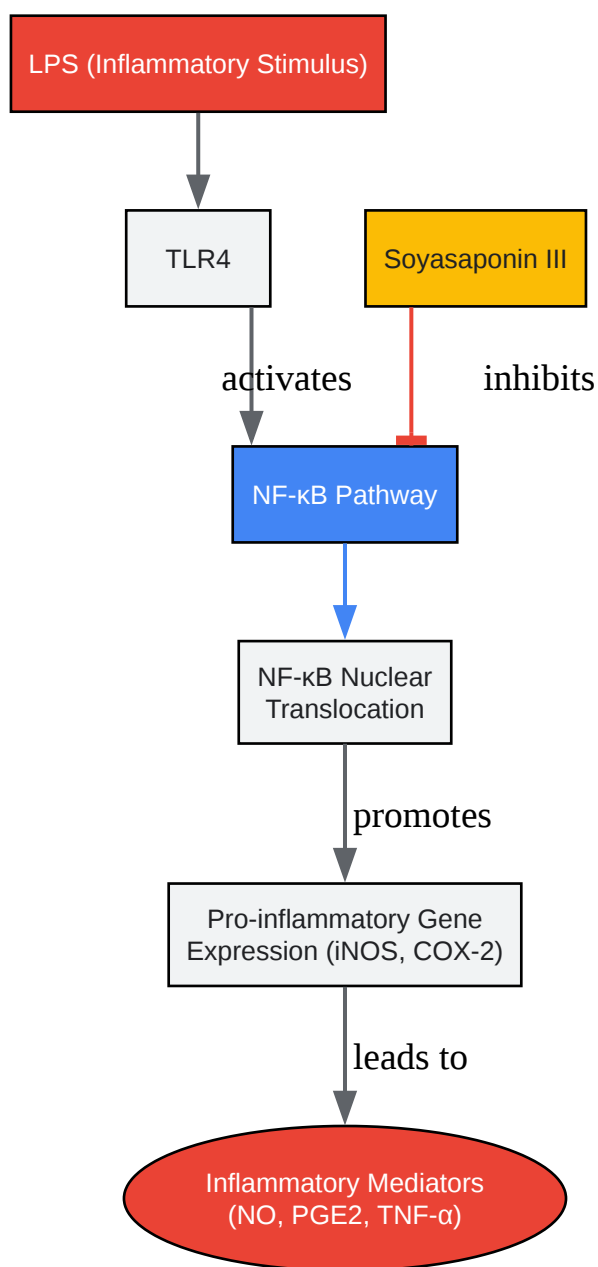 LPS (Inflammatory Stimulus)
TLR4
Soyasaponin III
activates
inhibits
NF-κB Pathway
NF-κB Nuclear
Translocation
promotes
Pro-inflammatory Gene
Expression (iNOS, COX-2)
leads to
Inflammatory Mediators
(NO, PGE2, TNF-α)